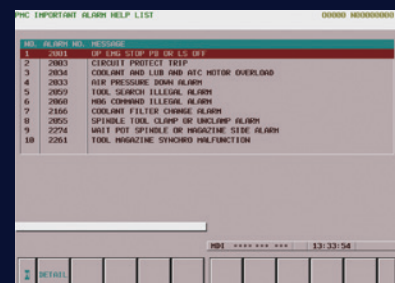 PMC IMPORTANT ALARM HELP LIST 00000 N00000000
NO. ALARM NO. MESSAGE
1 2001 OP EMG STOP PB OR LS OFF
2 2003 CIRCUIT PROTECT TRIP
3 2034 COOLANT AND LUB AND ATC MOTOR OVERLOAD
4 2033 AIR PRESSURE DOWN ALARM
5 2059 TOOL SEARCH ILLEGAL ALARM
6 2060 M06 COMMAND ILLEGAL ALARM
7 2166 COOLANT FILTER CHANGE ALARM
8 2055 SPINDLE TOOL CLAMP OR UNCLAMP ALARM
9 2274 WAIT POT SPINDLE OR MAGAZINE SIDE ALARM
10 2261 TOOL MAGAZINE SYNCHRO MALFUNCTION
MDI **** *** *** 13:33:54
DETAIL